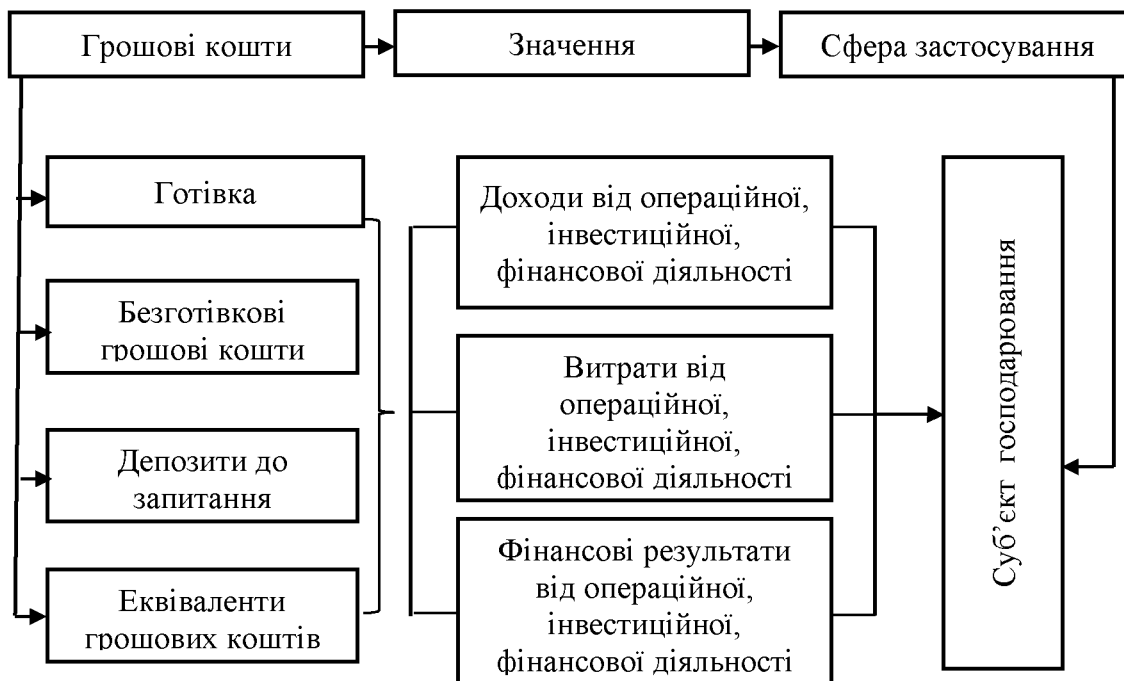 Грошові кошти
Значення
Сфера застосування
Готівка
Безготівкові
грошові кошти
Депозити до
запитання
Еквіваленти
грошових коштів
Доходи від операційної,
інвестиційної,
фінансової діяльності
Витрати від
операційної,
інвестиційної,
фінансової діяльності
Фінансові результати
від операційної,
інвестиційної,
фінансової діяльності
Суб’єкт господарювання